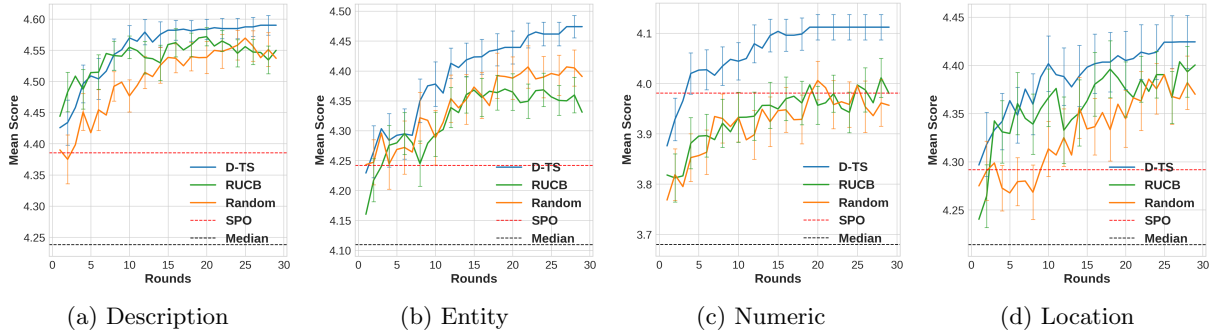 4.60
4.55
4.50
4.45
4.40
4.35
4.30
4.25
Mean Score
0 5 10 15 20 25 30
Rounds
D-TS
RUCB
Random
SPO
Median
(a) Description
4.50
4.45
4.40
4.35
4.30
4.25
4.20
4.15
4.10
Mean Score
0 5 10 15 20 25 30
Rounds
D-TS
RUCB
Random
SPO
Median
(b) Entity
4.1
4.0
3.9
3.8
3.7
Mean Score
0 5 10 15 20 25 30
Rounds
D-TS
RUCB
Random
SPO
Median
(c) Numeric
4.45
4.40
4.35
4.30
4.25
Mean Score
0 5 10 15 20 25 30
Rounds
D-TS
RUCB
Random
SPO
Median
(d) Location